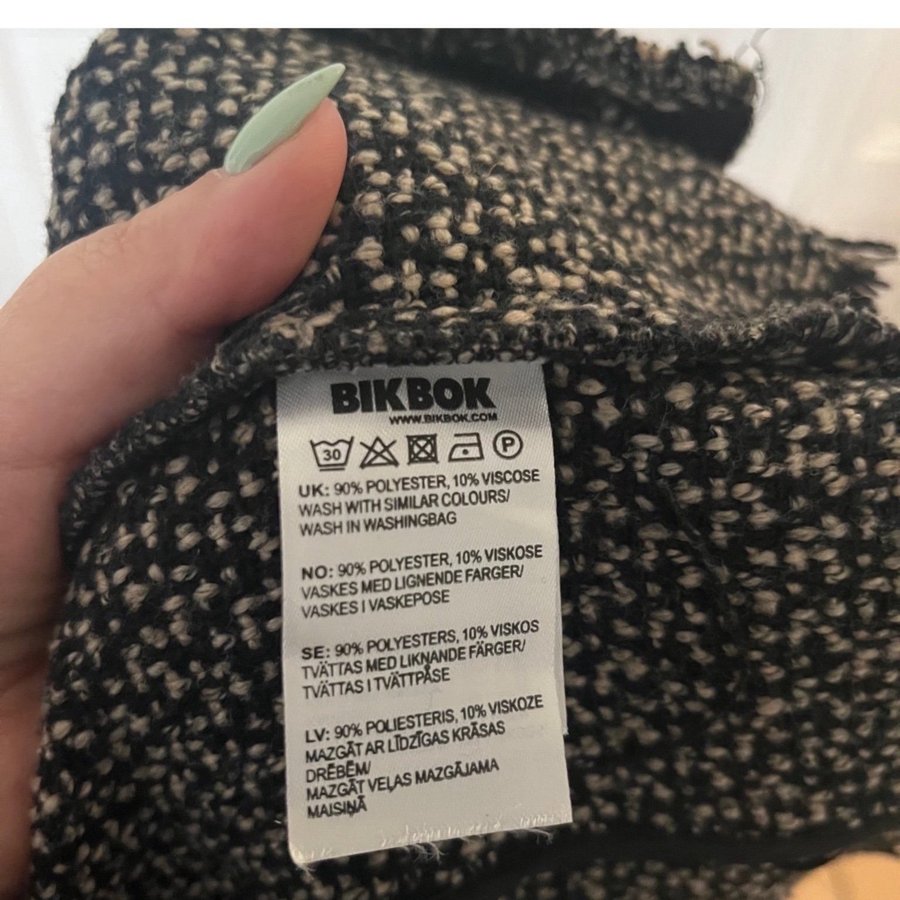 BIKBOK
WWW.BIKBOK.COM
30 P
UK: 90% POLYESTER, 10% VISCOSE
WASH WITH SIMILAR COLOURS/
WASH IN WASHINGBAG
NO: 90% POLYESTER, 10% VISKOSE
VASKES MED LIGNENDE FARGER/
VASKES I VASKEPOSE
SE: 90% POLYESTERS, 10% VISKOS
TVÄTTAS MED LIKNANDE FÄRGER/
TVÄTTAS I TVÄTTPÅSE
LV: 90% POLIESTERIS, 10% VISKOZE
MAZGĀT AR LĪDZĪGAS KRĀSAS
DRĒBĒM/
MAZGĀT VEĻAS MAZGĀJAMA
MAISIŅĀ